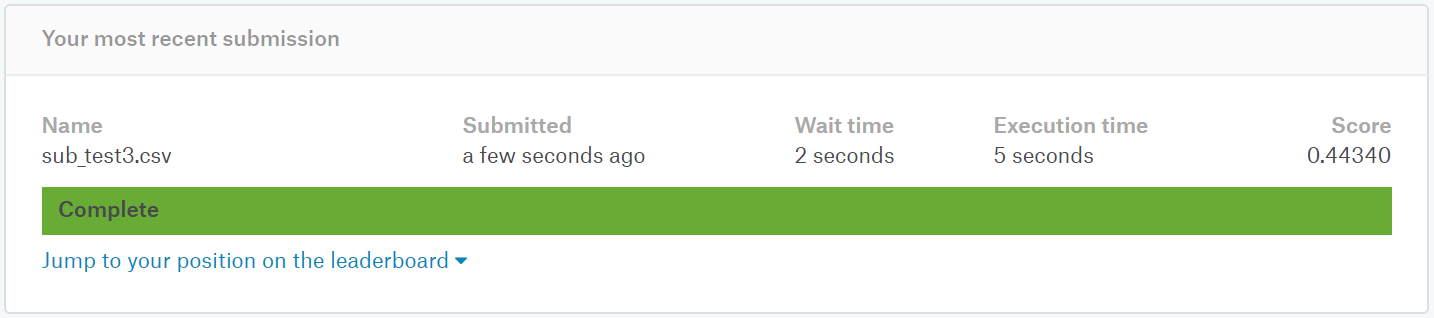 Your most recent submission
Name Submitted Wait time Execution time Score
sub_test3.csv a few seconds ago 2 seconds 5 seconds 0.44340
Complete
Jump to your position on the leaderboard